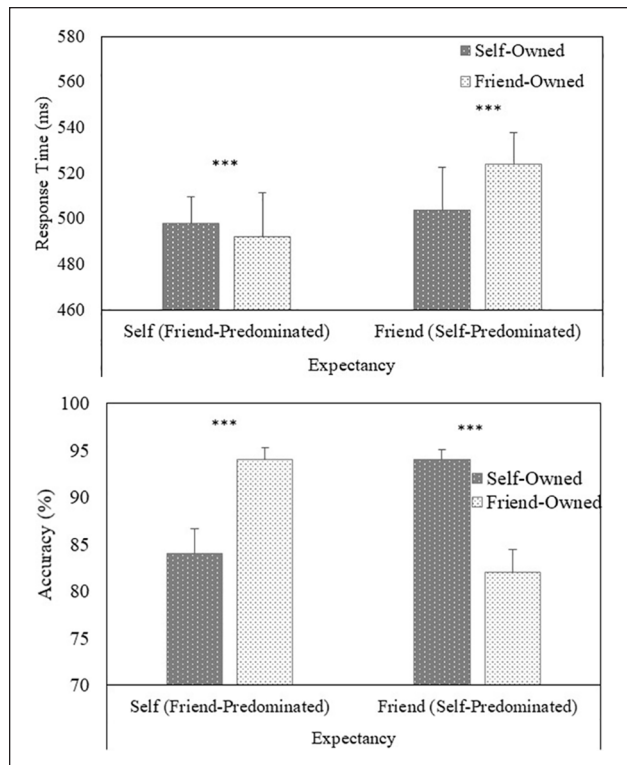 580
560
540
520
500
480
460
Response Time (ms)
Self-Owned
Friend-Owned
***
***
Self (Friend-Predominated)
Friend (Self-Predominated)
Expectancy
100
95
90
85
80
75
70
Accuracy (%)
***
***
Self-Owned
Friend-Owned
Self (Friend-Predominated)
Friend (Self-Predominated)
Expectancy